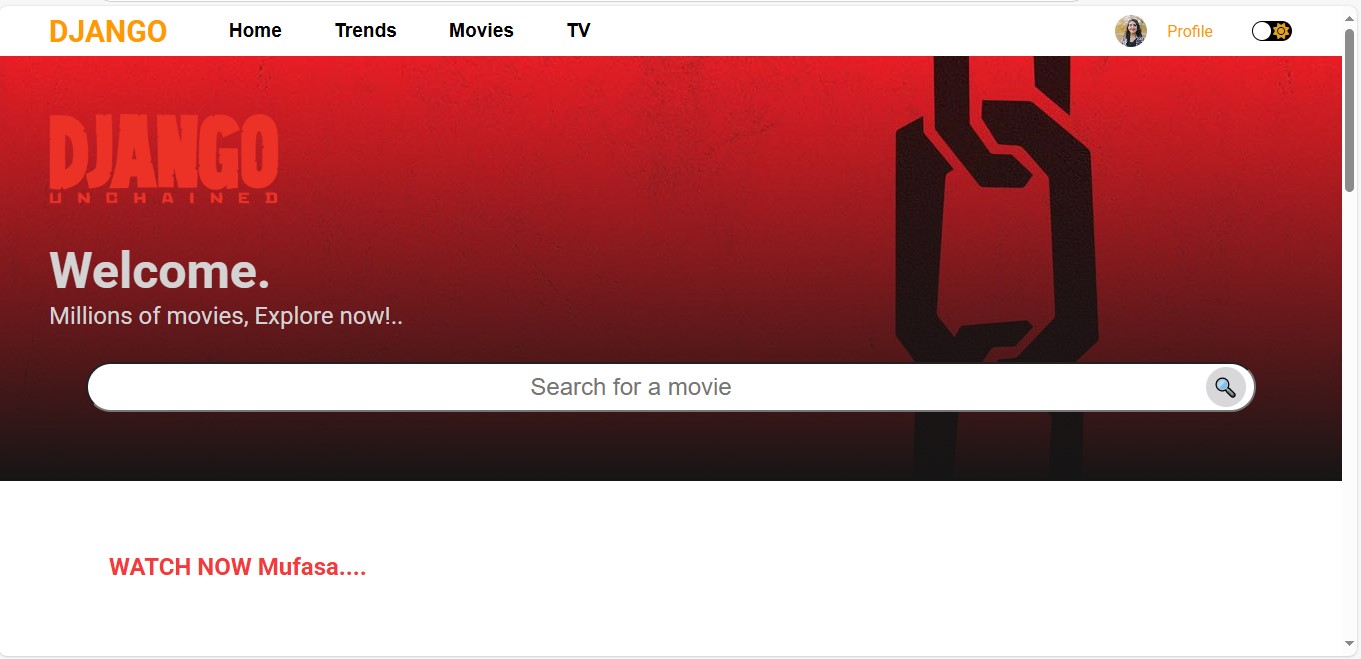 DJANGO Home Trends Movies TV Profile
DJANGO
UNCHAINED
Welcome.
Millions of movies, Explore now!..
Search for a movie
WATCH NOW Mufasa....